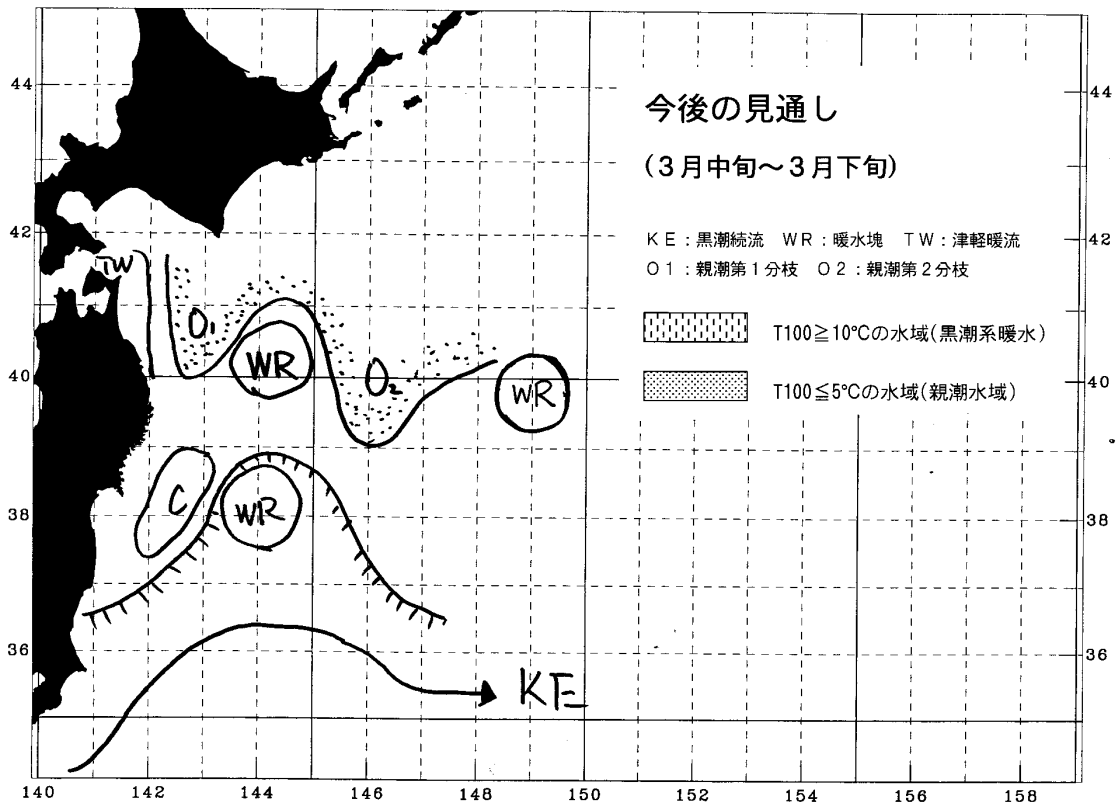 今後の見通し
(3月中旬～3月下旬)
KE:黒潮続流 WR:暖水塊 TW:津軽暖流
O1:親潮第1分枝 O2:親潮第2分枝
T100≧10℃の水域(黒潮系暖水)
T100≦5℃の水域(親潮水域)
44
44
42
42
TW
O₁
WR
O₂
40
WR
40
C
WR
38
38
36
KE
36
140 142 144 146 148 150 152 154 156 158